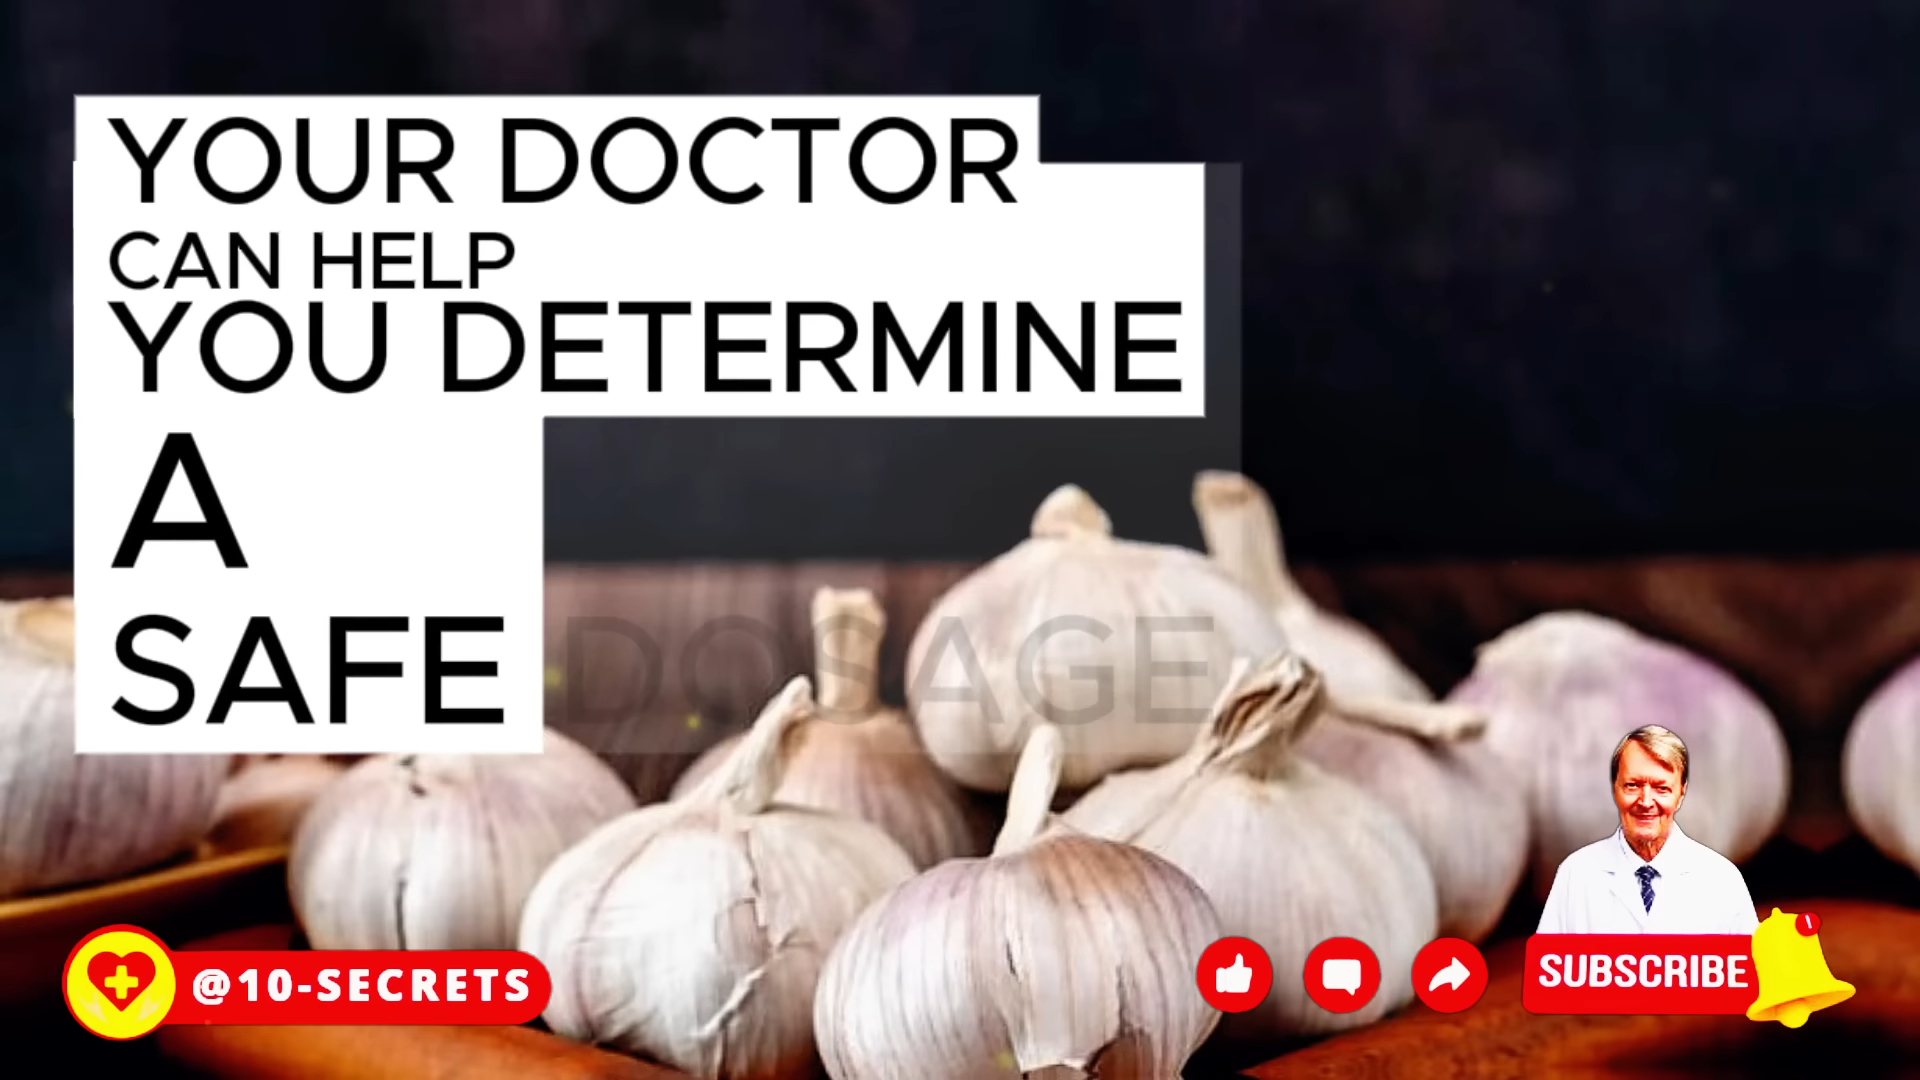 YOUR DOCTOR
CAN HELP
YOU DETERMINE
A
SAFE DOSAGE
@10-SECRETS
SUBSCRIBE